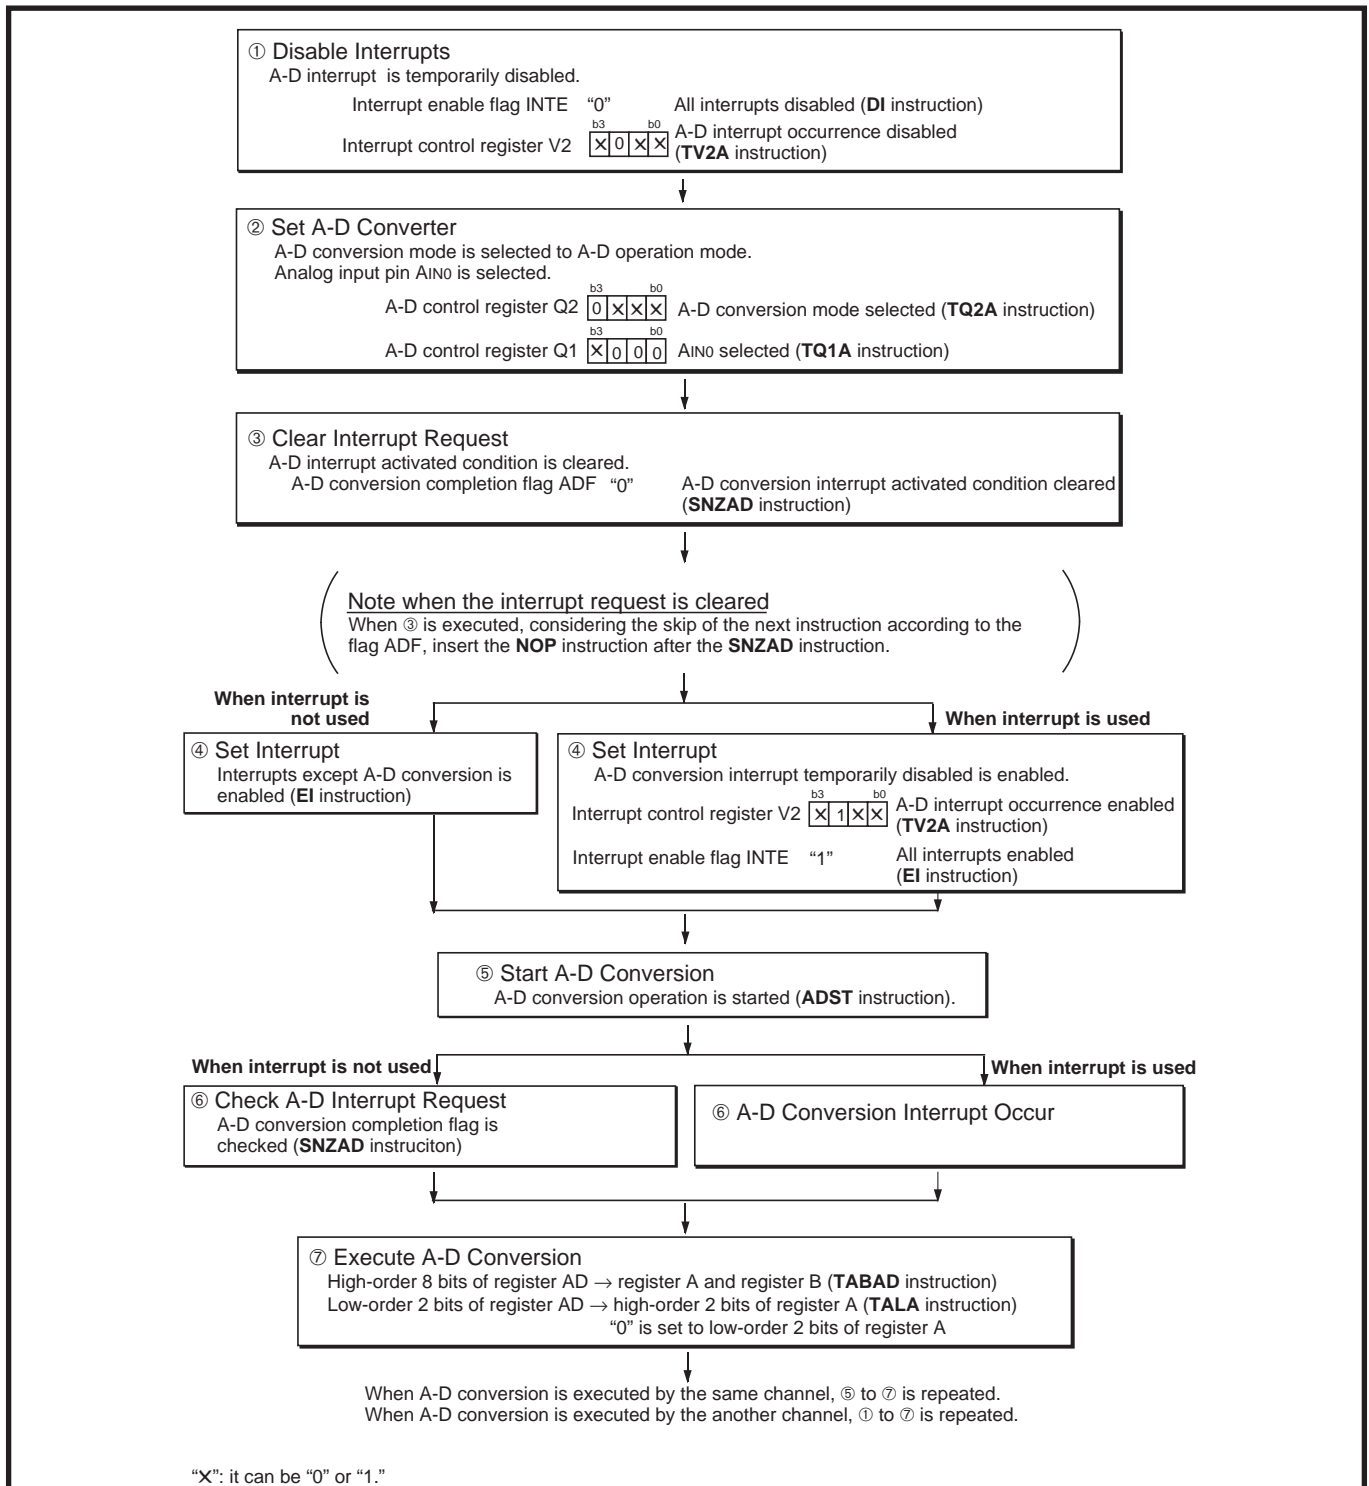 ① Disable Interrupts
A-D interrupt is temporarily disabled.
Interrupt enable flag INTE “0” All interrupts disabled (DI instruction)
b3 b0
Interrupt control register V2 X 0 X X A-D interrupt occurrence disabled
(TV2A instruction)
② Set A-D Converter
A-D conversion mode is selected to A-D operation mode.
Analog input pin AIN0 is selected.
b3 b0
A-D control register Q2 0 X X X A-D conversion mode selected (TQ2A instruction)
b3 b0
A-D control register Q1 X 0 0 0 AIN0 selected (TQ1A instruction)
③ Clear Interrupt Request
A-D interrupt activated condition is cleared.
A-D conversion completion flag ADF “0” A-D conversion interrupt activated condition cleared
(SNZAD instruction)
Note when the interrupt request is cleared
When ③ is executed, considering the skip of the next instruction according to the
flag ADF, insert the NOP instruction after the SNZAD instruction.
When interrupt is
not used
④ Set Interrupt
Interrupts except A-D conversion is
enabled (EI instruction)
When interrupt is used
④ Set Interrupt
A-D conversion interrupt temporarily disabled is enabled.
b3 b0
Interrupt control register V2 X 1 X X A-D interrupt occurrence enabled
(TV2A instruction)
Interrupt enable flag INTE “1” All interrupts enabled
(EI instruction)
⑤ Start A-D Conversion
A-D conversion operation is started (ADST instruction).
When interrupt is not used
⑥ Check A-D Interrupt Request
A-D conversion completion flag is
checked (SNZAD instruciton)
When interrupt is used
⑥ A-D Conversion Interrupt Occur
⑦ Execute A-D Conversion
High-order 8 bits of register AD → register A and register B (TABAD instruction)
Low-order 2 bits of register AD → high-order 2 bits of register A (TALA instruction)
“0” is set to low-order 2 bits of register A
When A-D conversion is executed by the same channel, ⑤ to ⑦ is repeated.
When A-D conversion is executed by the another channel, ① to ⑦ is repeated.
“X”: it can be “0” or “1.”